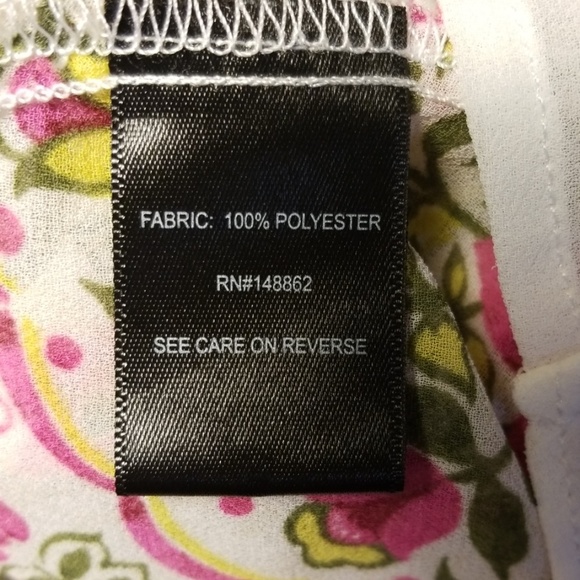 FABRIC: 100% POLYESTER
RN#148862
SEE CARE ON REVERSE